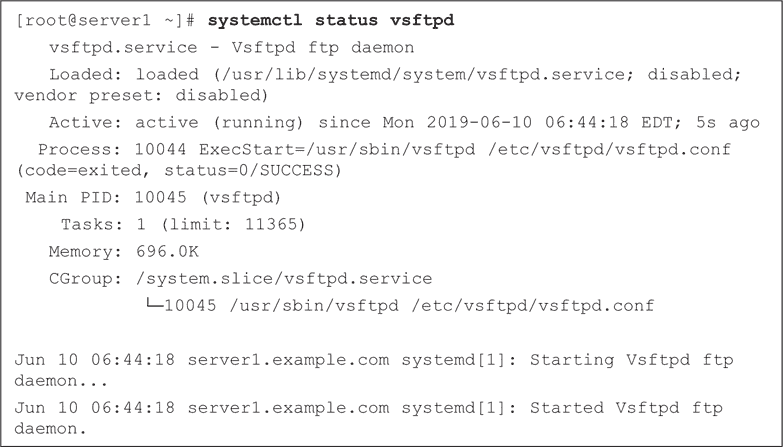 [root@server1 ~]# systemctl status vsftpd
vsftpd.service - Vsftpd ftp daemon
Loaded: loaded (/usr/lib/systemd/system/vsftpd.service; disabled;
vendor preset: disabled)
Active: active (running) since Mon 2019-06-10 06:44:18 EDT; 5s ago
Process: 10044 ExecStart=/usr/sbin/vsftpd /etc/vsftpd/vsftpd.conf
(code=exited, status=0/SUCCESS)
Main PID: 10045 (vsftpd)
Tasks: 1 (limit: 11365)
Memory: 696.0K
CGroup: /system.slice/vsftpd.service
└─10045 /usr/sbin/vsftpd /etc/vsftpd/vsftpd.conf
Jun 10 06:44:18 server1.example.com systemd[1]: Starting Vsftpd ftp
daemon...
Jun 10 06:44:18 server1.example.com systemd[1]: Started Vsftpd ftp
daemon.